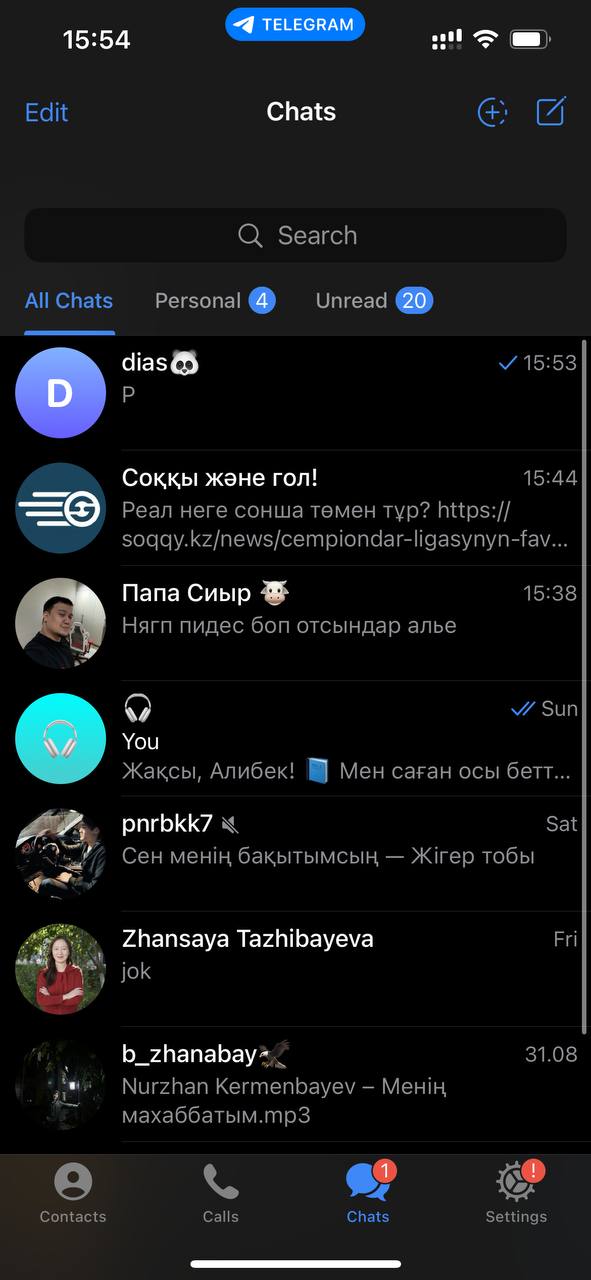 15:54
TELEGRAM
Edit
Chats
Search
All Chats
Personal 4
Unread 20
D
dias🐼
15:53
P
Соққы және гол!
15:44
Реал неге сонша төмен тұр? https://
soqqy.kz/news/cempiondar-ligasynyn-fav...
Папа Сиыр 🐮
15:38
Нягп пидес боп отсындар алье
🎧
Sun
You
Жақсы, Алибек! 📘 Мен саған осы бетт...
pnrbkk7
Sat
Сен менің бақытымсың — Жігер тобы
Zhansaya Tazhibayeva
Fri
jok
b_zhanabay🦅
31.08
Nurzhan Kermenbayev – Менің
махаббатым.mp3
1
!
Contacts
Calls
Chats
Settings